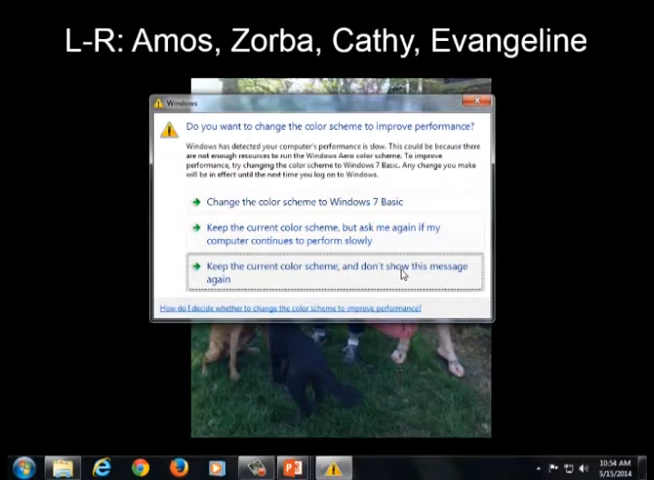 L-R: Amos, Zorba, Cathy, Evangeline
Windows
Do you want to change the color scheme to improve performance?
Windows has detected your computer's performance is slow. This could be because there
are not enough resources to run the Windows Aero color scheme. To improve
performance, try changing the color scheme to Windows 7 Basic. Any change you make
will be in effect until the next time you log on to Windows.
Change the color scheme to Windows 7 Basic
Keep the current color scheme, but ask me again if my
computer continues to perform slowly
Keep the current color scheme, and don't show this message
again
How do I decide whether to change the color scheme to improve performance?
10:54 AM
5/15/2014